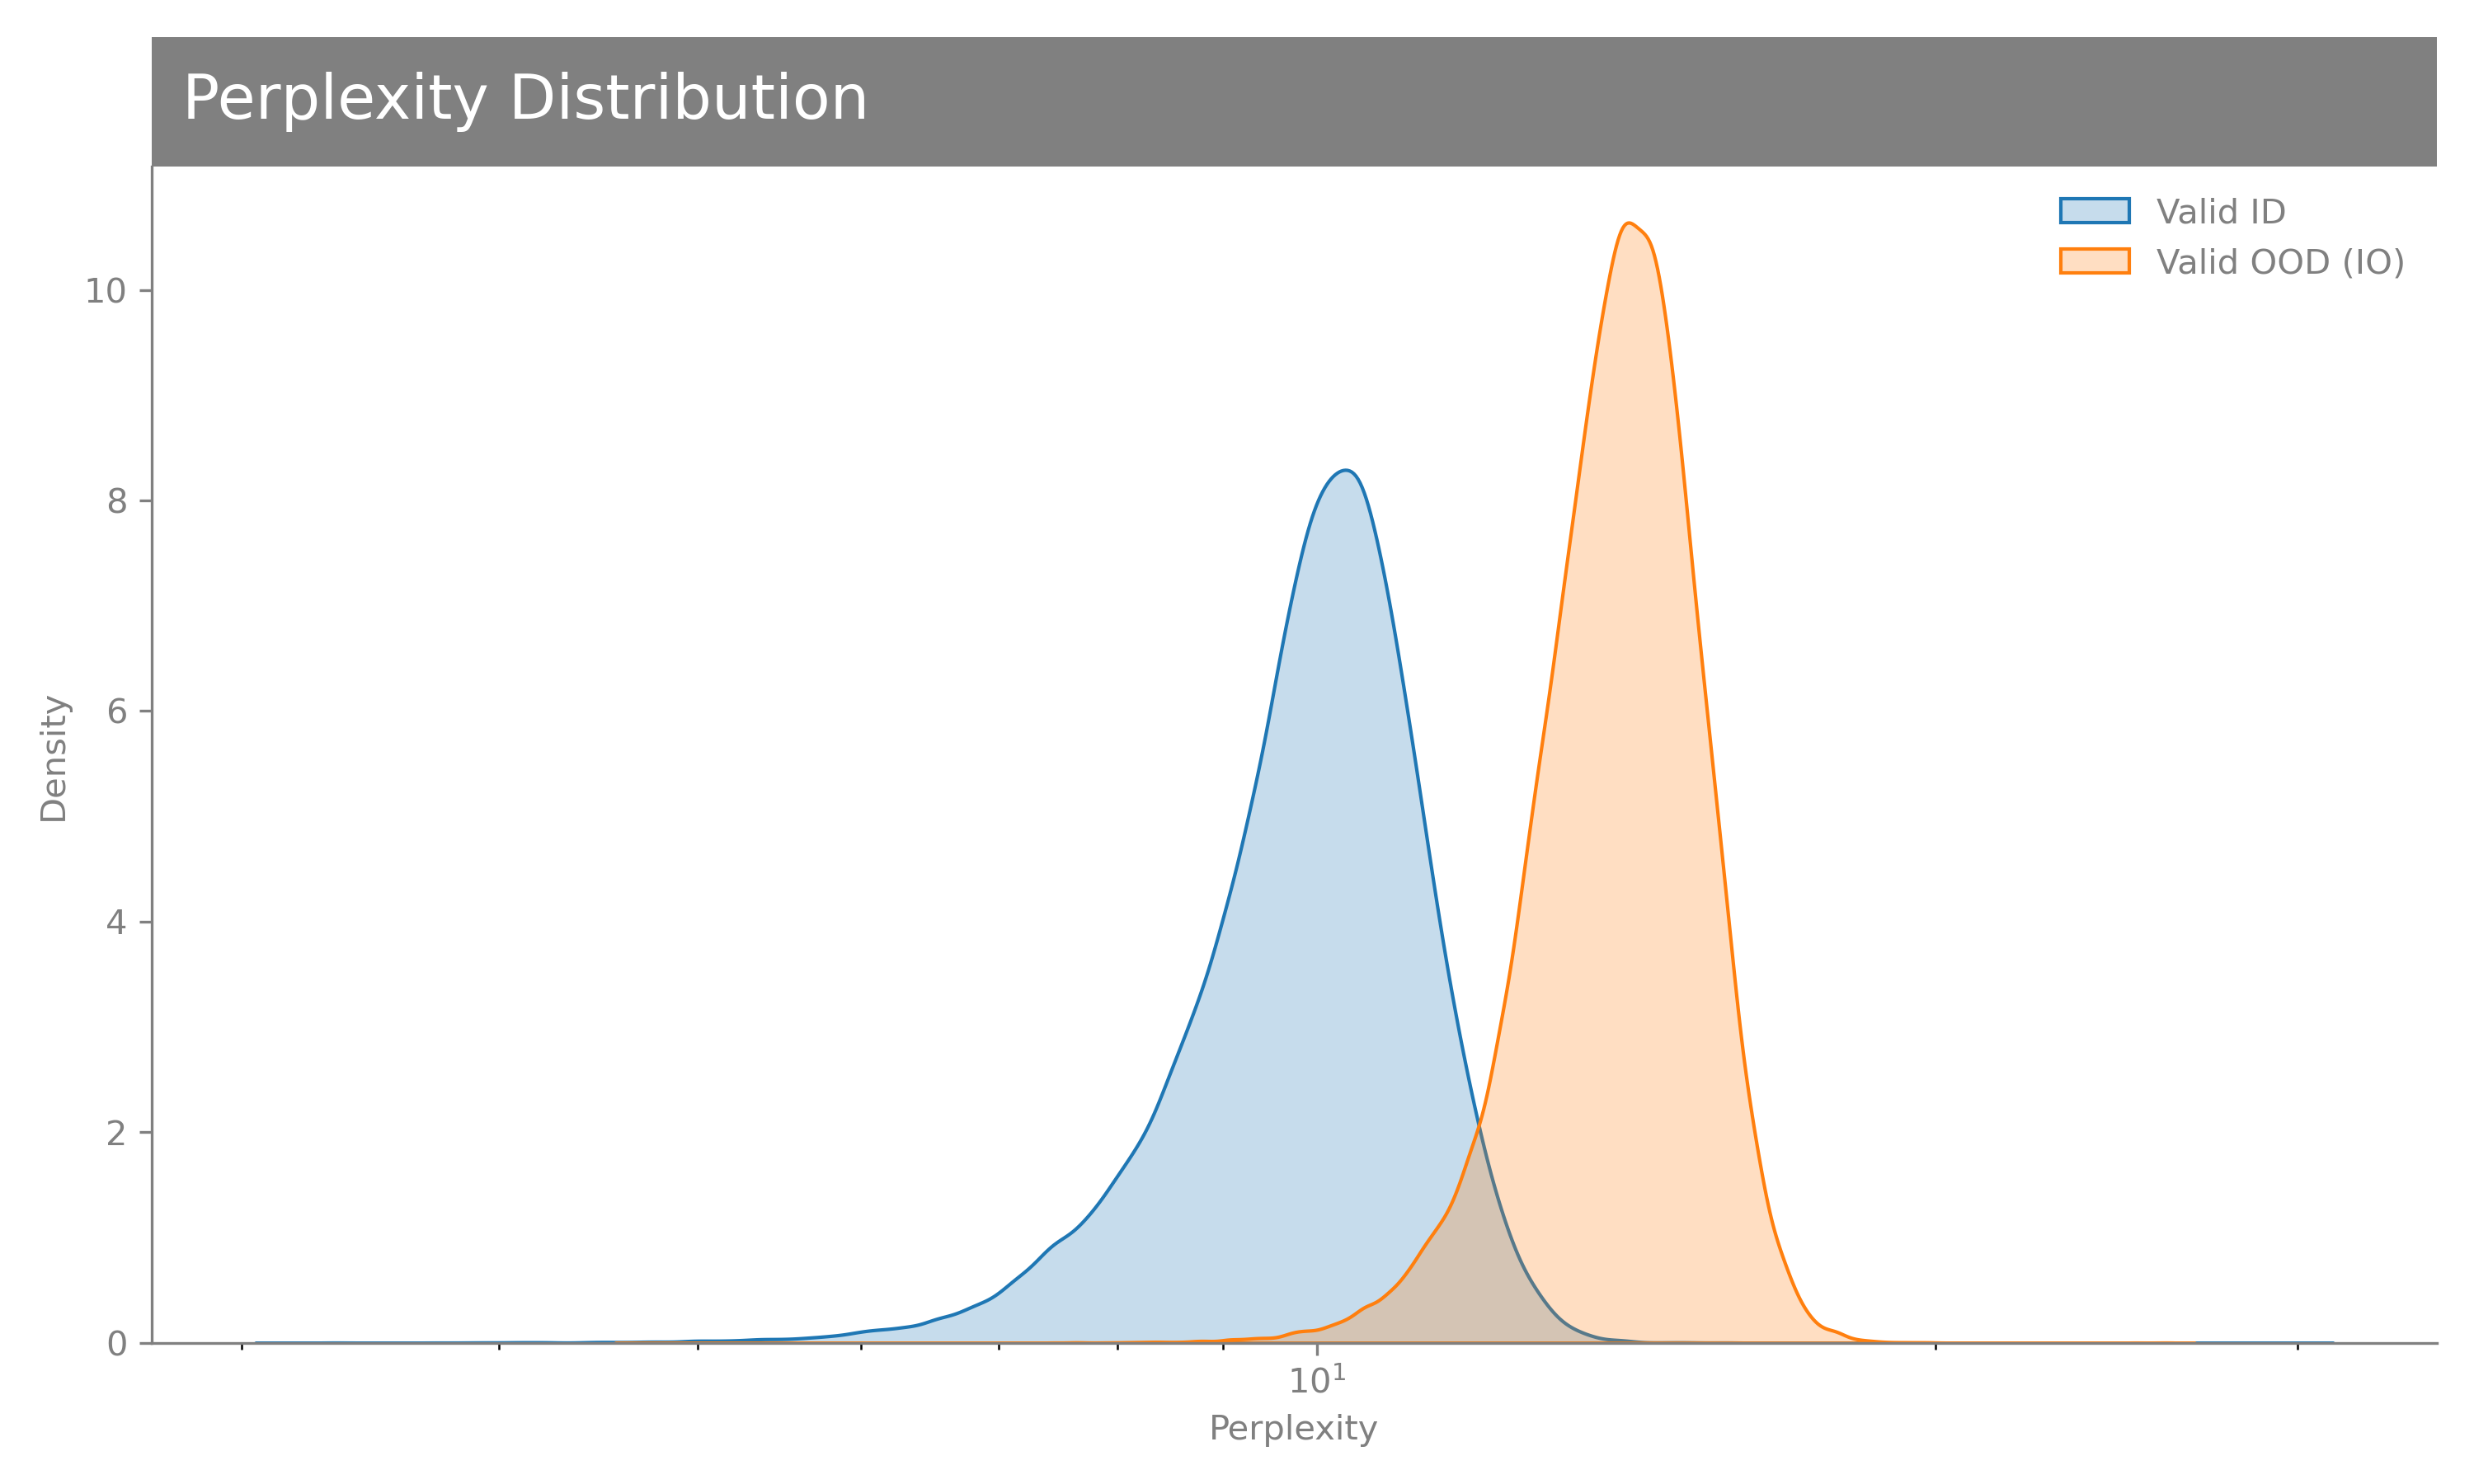 Perplexity Distribution
Valid ID
Valid OOD (IO)
10
8
6
4
2
0
Density
10¹
Perplexity